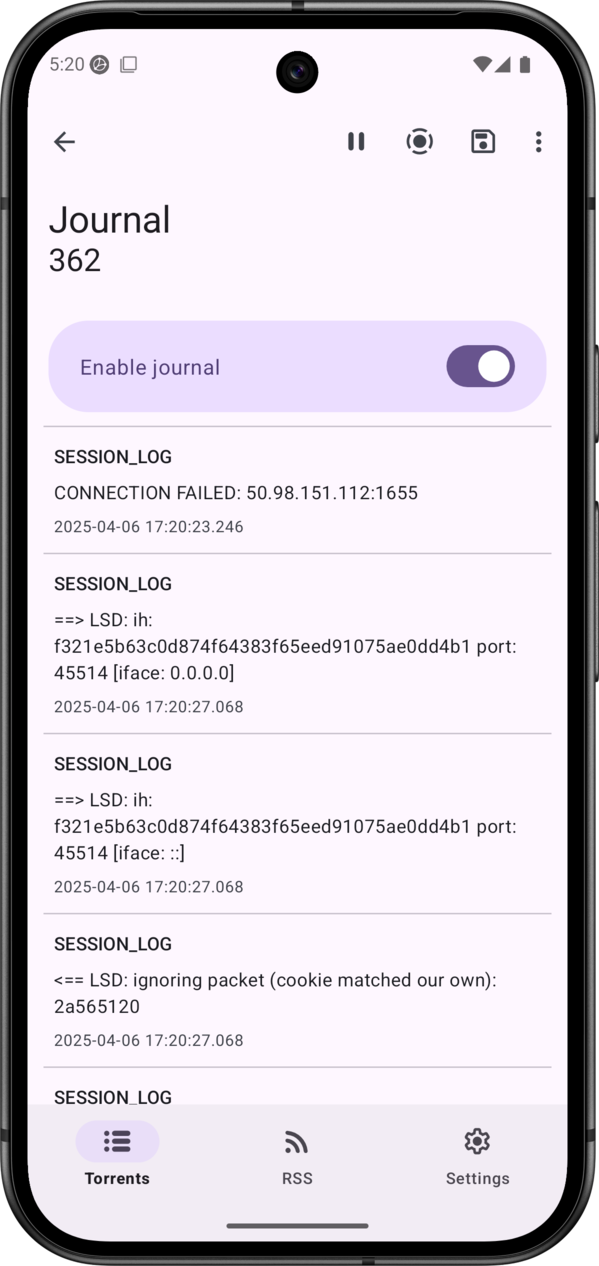 5:20
Journal
362
Enable journal
SESSION_LOG
CONNECTION FAILED: 50.98.151.112:1655
2025-04-06 17:20:23.246
SESSION_LOG
==> LSD: ih:
f321e5b63c0d874f64383f65eed91075ae0dd4b1 port:
45514 [iface: 0.0.0.0]
2025-04-06 17:20:27.068
SESSION_LOG
==> LSD: ih:
f321e5b63c0d874f64383f65eed91075ae0dd4b1 port:
45514 [iface: ::]
2025-04-06 17:20:27.068
SESSION_LOG
<== LSD: ignoring packet (cookie matched our own):
2a565120
2025-04-06 17:20:27.068
SESSION_LOG
Torrents
RSS
Settings